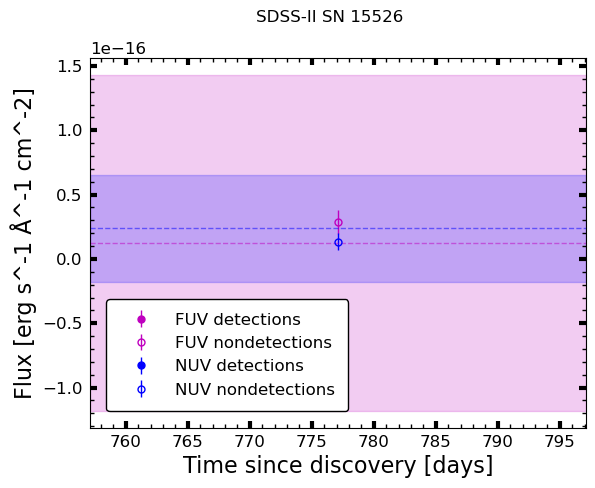 SDSS-II SN 15526
1e−16
1.5
1.0
0.5
0.0
−0.5
−1.0
Flux [erg s^-1 Å^-1 cm^-2]
FUV detections
FUV nondetections
NUV detections
NUV nondetections
760 765 770 775 780 785 790 795
Time since discovery [days]